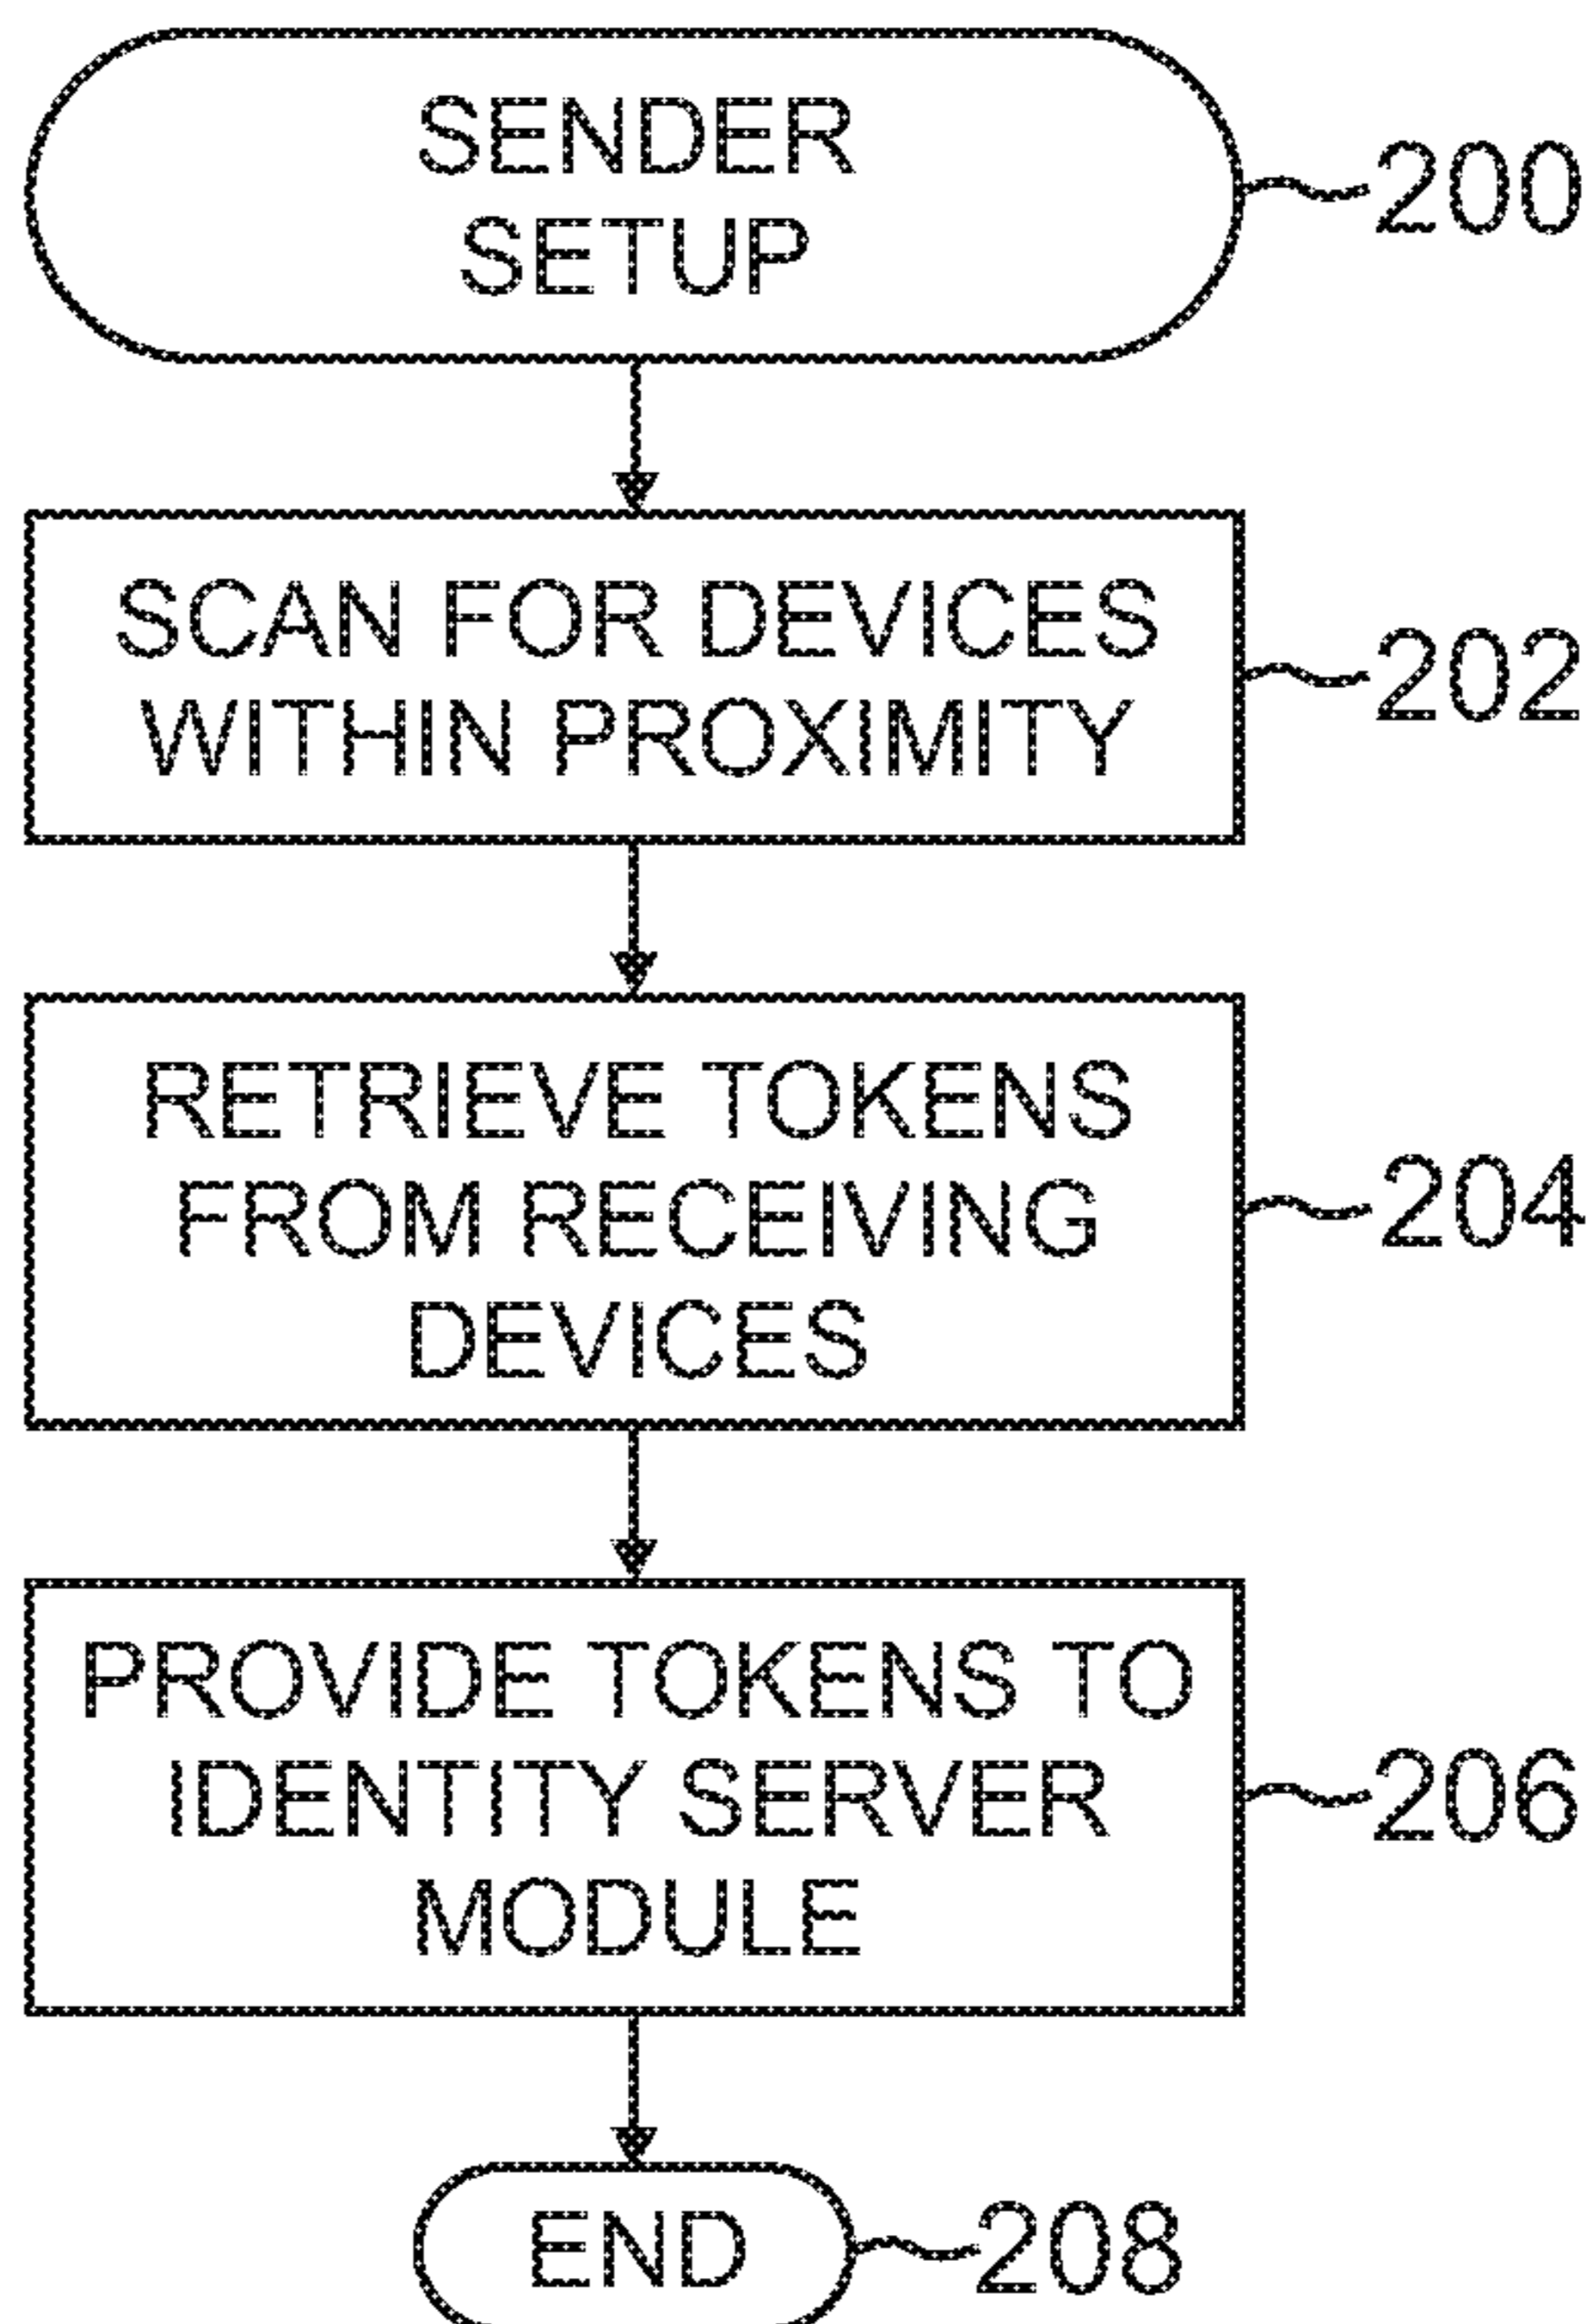 SENDER
SETUP
200
SCAN FOR DEVICES
WITHIN PROXIMITY
202
RETRIEVE TOKENS
FROM RECEIVING
DEVICES
204
PROVIDE TOKENS TO
IDENTITY SERVER
MODULE
206
END
208